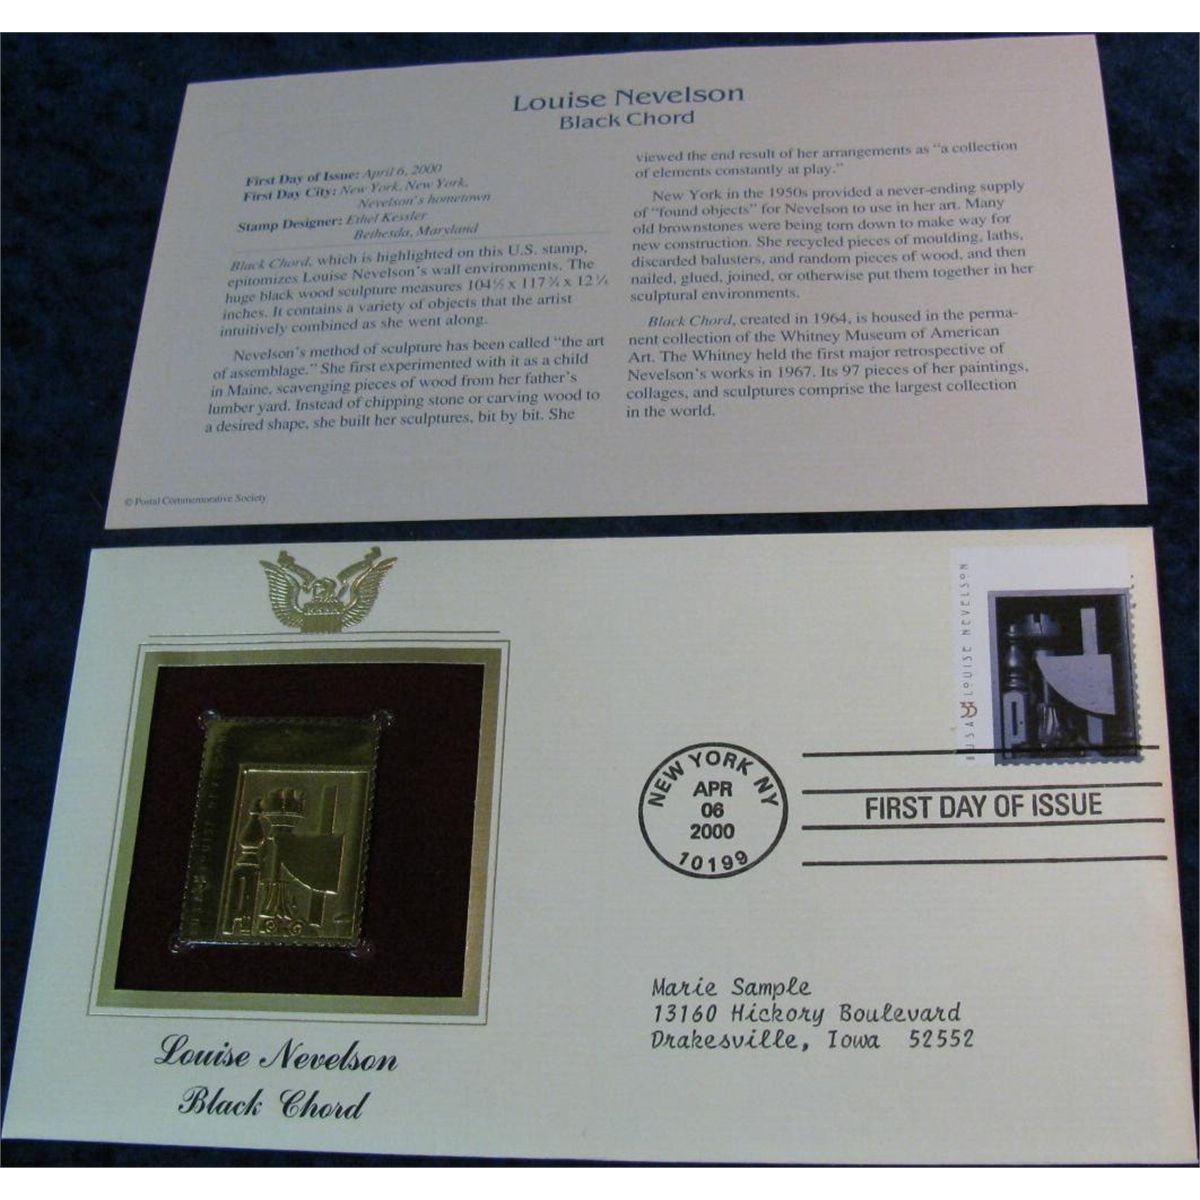 Louise Nevelson
Black Chord
First Day of Issue: April 6, 2000
First Day City: New York, New York,
Nevelson's hometown
Stamp Designer: Ethel Kessler
Bethesda, Maryland
Black Chord, which is highlighted on this U.S. stamp,
epitomizes Louise Nevelson's wall environments. The
huge black wood sculpture measures 104½ x 117¾ x 12¼
inches. It contains a variety of objects that the artist
intuitively combined as she went along.
Nevelson's method of sculpture has been called "the art
of assemblage." She first experimented with it as a child
in Maine, scavenging pieces of wood from her father's
lumber yard. Instead of chipping stone or carving wood to
a desired shape, she built her sculptures, bit by bit. She
viewed the end result of her arrangements as "a collection
of elements constantly at play."
New York in the 1950s provided a never-ending supply
of "found objects" for Nevelson to use in her art. Many
old brownstones were being torn down to make way for
new construction. She recycled pieces of moulding, laths,
discarded balusters, and random pieces of wood, and then
nailed, glued, joined, or otherwise put them together in her
sculptural environments.
Black Chord, created in 1964, is housed in the perma-
nent collection of the Whitney Museum of American
Art. The Whitney held the first major retrospective of
Nevelson's works in 1967. Its 97 pieces of her paintings,
collages, and sculptures comprise the largest collection
in the world.
© Postal Commemorative Society
USA 33 LOUISE NEVELSON
NEW YORK NY
APR
06
2000
10199
FIRST DAY OF ISSUE
Marie Sample
13160 Hickory Boulevard
Drakesville, Iowa 52552
Louise Nevelson
Black Chord